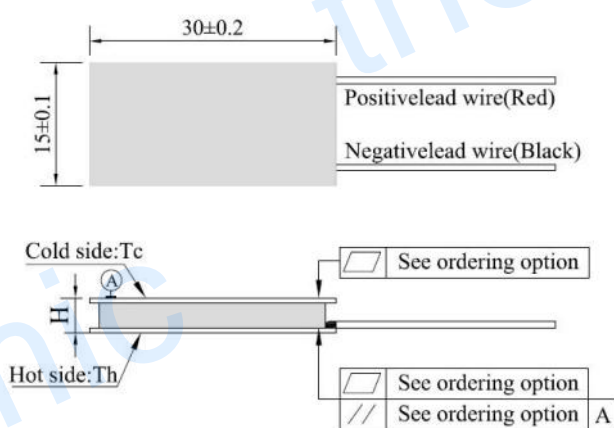 30±0.2
15±0.1
Positivelead wire(Red)
Negativelead wire(Black)
Cold side:Tc
A
See ordering option
H
Hot side:Th
See ordering option
See ordering option A